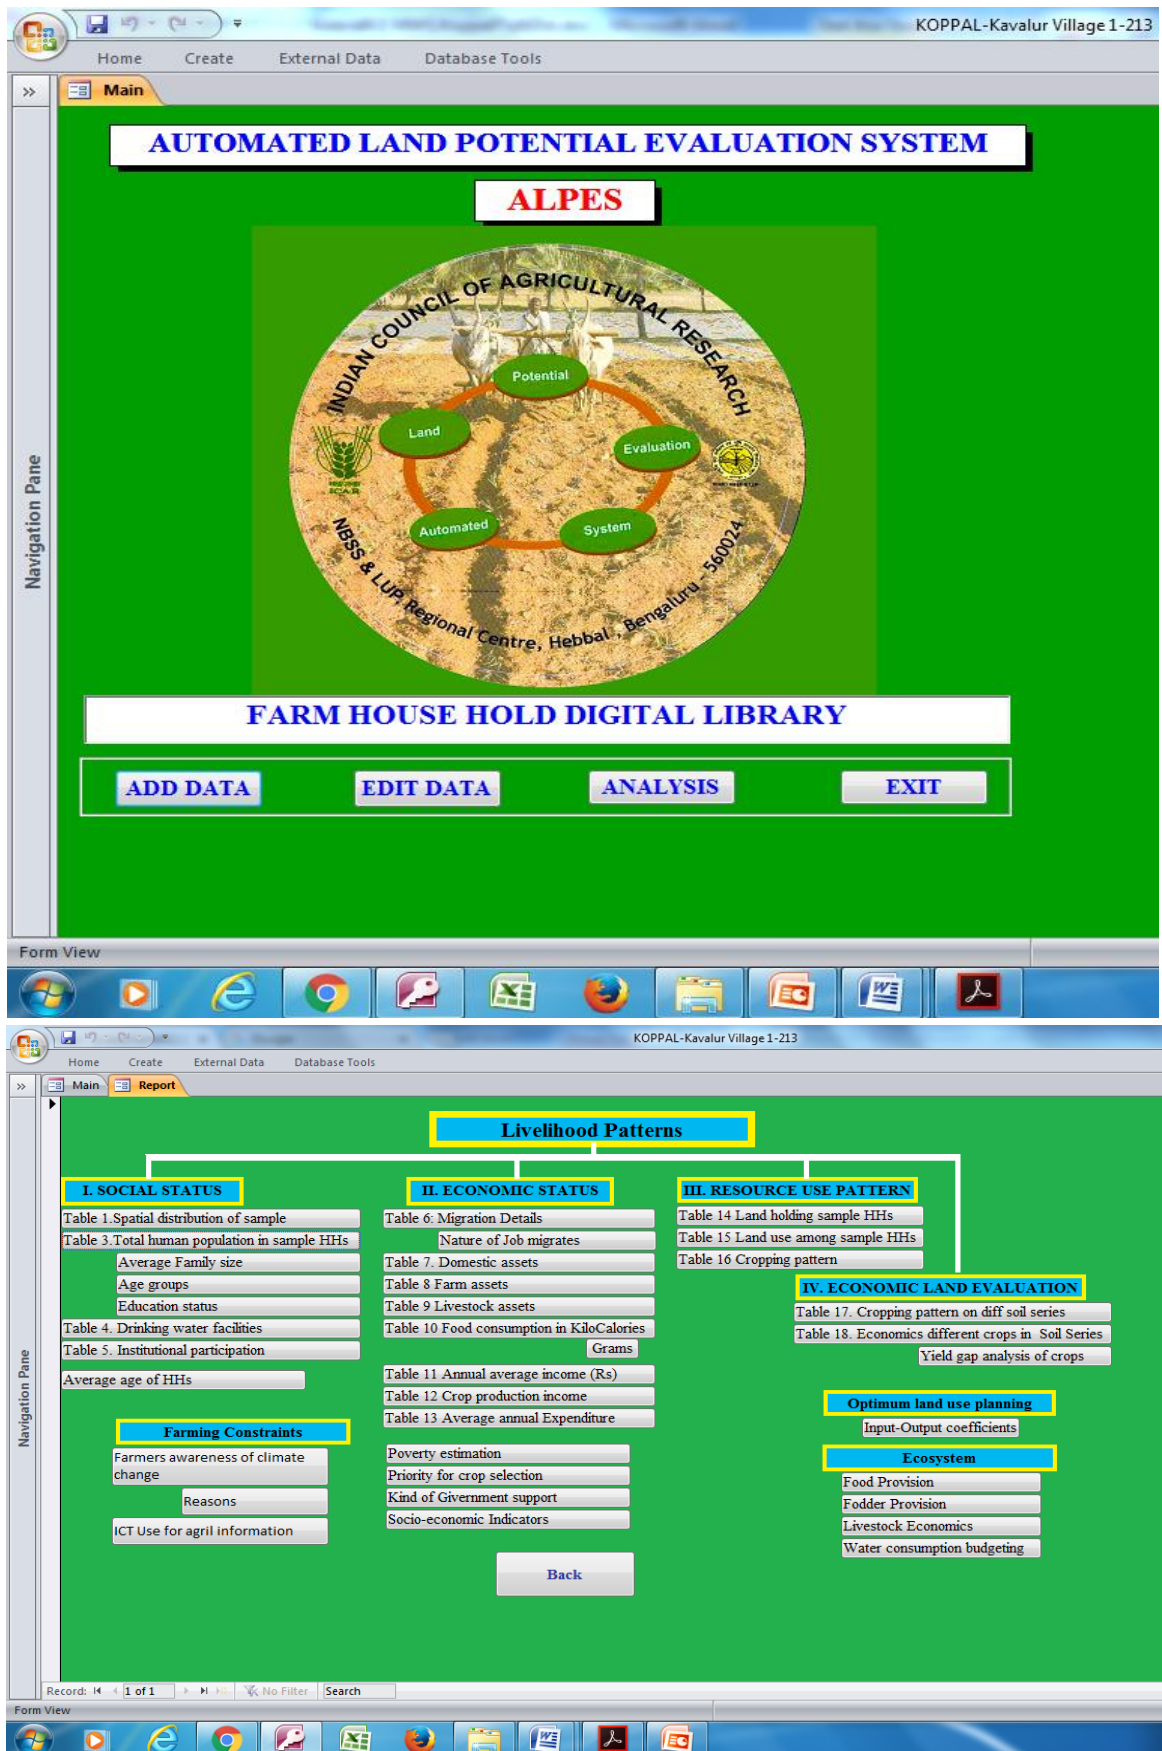 KOPPAL-Kavalur Village 1-213
Home Create External Data Database Tools
Main
AUTOMATED LAND POTENTIAL EVALUATION SYSTEM
ALPES
INDIAN COUNCIL OF AGRICULTURAL RESEARCH
Potential
Land
Evaluation
Automated
System
ICAR
NBSS & LUP, Regional Centre, Hebbal , Bengaluru - 560024
FARM HOUSE HOLD DIGITAL LIBRARY
ADD DATA EDIT DATA ANALYSIS EXIT
Navigation Pane
Form View
KOPPAL-Kavalur Village 1-213
Home Create External Data Database Tools
Main Report
Livelihood Patterns
I. SOCIAL STATUS
Table 1.Spatial distribution of sample
Table 3.Total human population in sample HHs
Average Family size
Age groups
Education status
Table 4. Drinking water facilities
Table 5. Institutional participation
Average age of HHs
Farming Constraints
Farmers awareness of climate
change
Reasons
ICT Use for agril information
II. ECONOMIC STATUS
Table 6: Migration Details
Nature of Job migrates
Table 7. Domestic assets
Table 8 Farm assets
Table 9 Livestock assets
Table 10 Food consumption in KiloCalories
Grams
Table 11 Annual average income (Rs)
Table 12 Crop production income
Table 13 Average annual Expenditure
Poverty estimation
Priority for crop selection
Kind of Givernment support
Socio-economic Indicators
Back
III. RESOURCE USE PATTERN
Table 14 Land holding sample HHs
Table 15 Land use among sample HHs
Table 16 Cropping pattern
IV. ECONOMIC LAND EVALUATION
Table 17. Cropping pattern on diff soil series
Table 18. Economics different crops in Soil Series
Yield gap analysis of crops
Optimum land use planning
Input-Output coefficients
Ecosystem
Food Provision
Fodder Provision
Livestock Economics
Water consumption budgeting
Navigation Pane
Record: 1 of 1 No Filter Search
Form View